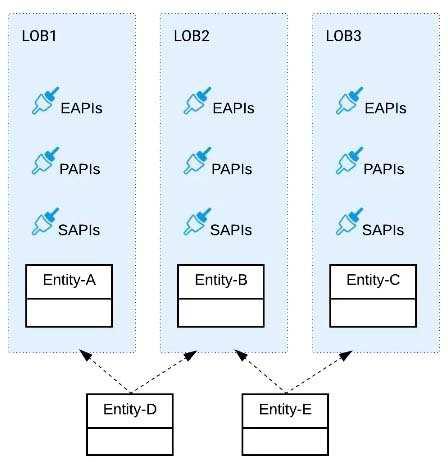 LOB1
LOB2
LOB3
EAPIs
EAPIs
EAPIs
PAPIs
PAPIs
PAPIs
SAPIs
SAPIs
SAPIs
Entity-A
Entity-B
Entity-C
Entity-D
Entity-E